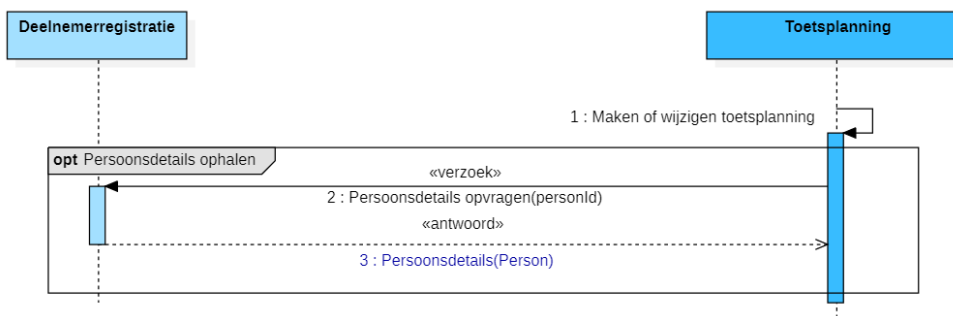 Deelnemerregistratie
Toetsplanning
1 : Maken of wijzigen toetsplanning
opt Persoonsdetails ophalen
«verzoek»
2 : Persoonsdetails opvragen(personId)
«antwoord»
3 : Persoonsdetails(Person)